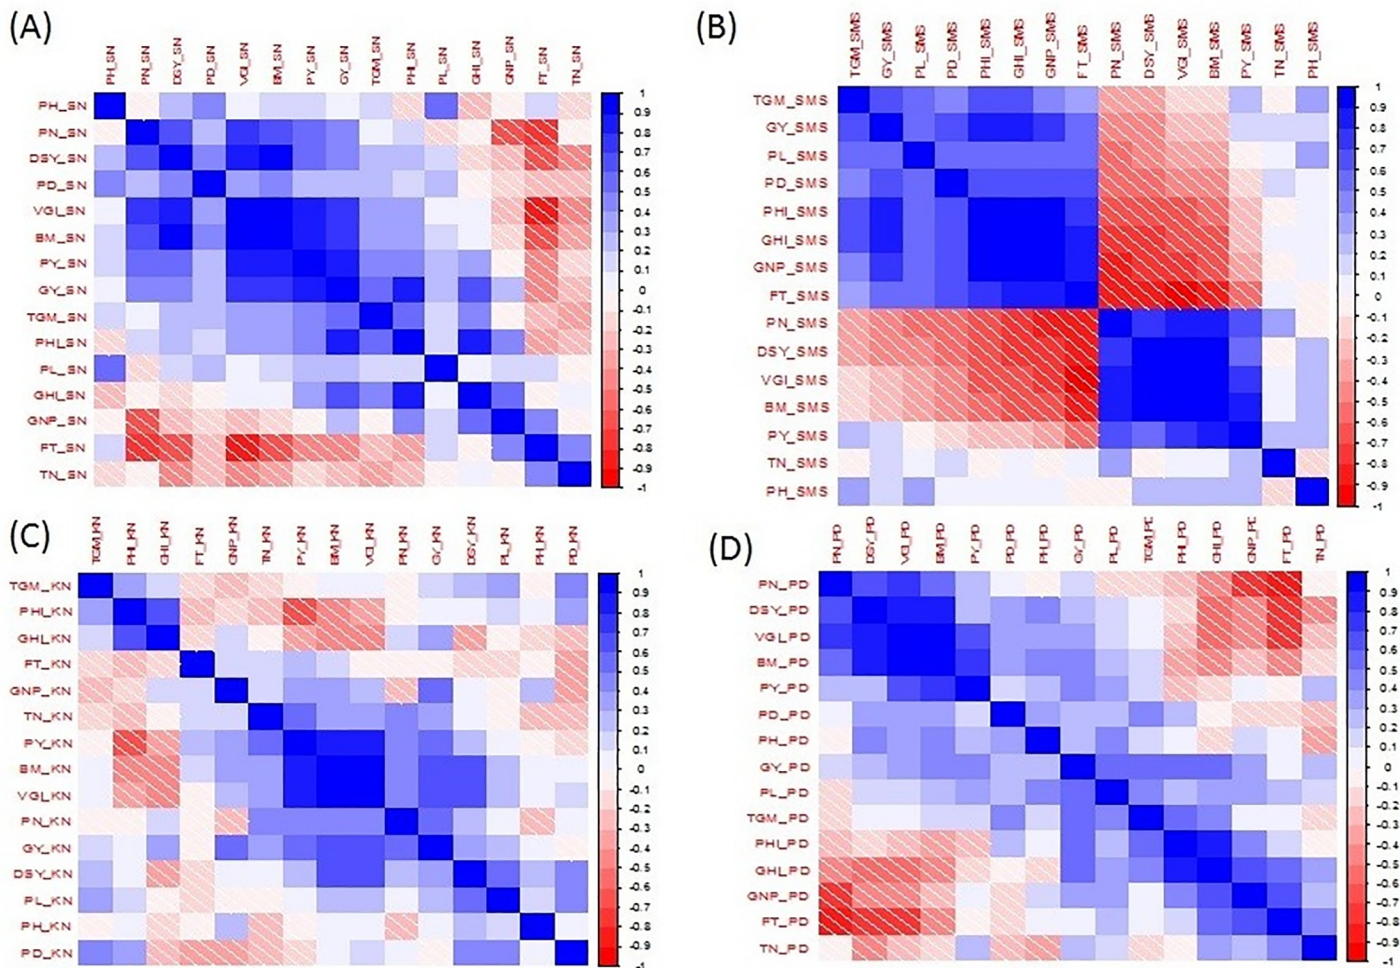 (A)
PH_SN PN_SN DSY_SN PD_SN VGI_SN BM_SN PY_SN GY_SN TGM_SN PHI_SN PL_SN GHI_SN GNP_SN FT_SN TN_SN
PH_SN
PN_SN
DSY_SN
PD_SN
VGI_SN
BM_SN
PY_SN
GY_SN
TGM_SN
PHI_SN
PL_SN
GHI_SN
GNP_SN
FT_SN
TN_SN
1
0.9
0.8
0.7
0.6
0.5
0.4
0.3
0.2
0.1
0
-0.1
-0.2
-0.3
-0.4
-0.5
-0.6
-0.7
-0.8
-0.9
-1
(B)
TGM_SMS GY_SMS PL_SMS PD_SMS PHI_SMS GHI_SMS GNP_SMS FT_SMS PN_SMS DSY_SMS VGI_SMS BM_SMS PY_SMS TN_SMS PH_SMS
TGM_SMS
GY_SMS
PL_SMS
PD_SMS
PHI_SMS
GHI_SMS
GNP_SMS
FT_SMS
PN_SMS
DSY_SMS
VGI_SMS
BM_SMS
PY_SMS
TN_SMS
PH_SMS
1
0.9
0.8
0.7
0.6
0.5
0.4
0.3
0.2
0.1
0
-0.1
-0.2
-0.3
-0.4
-0.5
-0.6
-0.7
-0.8
-0.9
-1
(C)
TGM_KN PHI_KN GHI_KN FT_KN GNP_KN TN_KN PY_KN BM_KN VGI_KN PN_KN GY_KN DSY_KN PL_KN PH_KN PD_KN
TGM_KN
PHI_KN
GHI_KN
FT_KN
GNP_KN
TN_KN
PY_KN
BM_KN
VGI_KN
PN_KN
GY_KN
DSY_KN
PL_KN
PH_KN
PD_KN
1
0.9
0.8
0.7
0.6
0.5
0.4
0.3
0.2
0.1
0
-0.1
-0.2
-0.3
-0.4
-0.5
-0.6
-0.7
-0.8
-0.9
-1
(D)
PN_PD DSY_PD VGI_PD BM_PD PY_PD PD_PD PH_PD GY_PD PL_PD TGM_PD PHI_PD GHI_PD GNP_PD FT_PD TN_PD
PN_PD
DSY_PD
VGI_PD
BM_PD
PY_PD
PD_PD
PH_PD
GY_PD
PL_PD
TGM_PD
PHI_PD
GHI_PD
GNP_PD
FT_PD
TN_PD
1
0.9
0.8
0.7
0.6
0.5
0.4
0.3
0.2
0.1
0
-0.1
-0.2
-0.3
-0.4
-0.5
-0.6
-0.7
-0.8
-0.9
-1